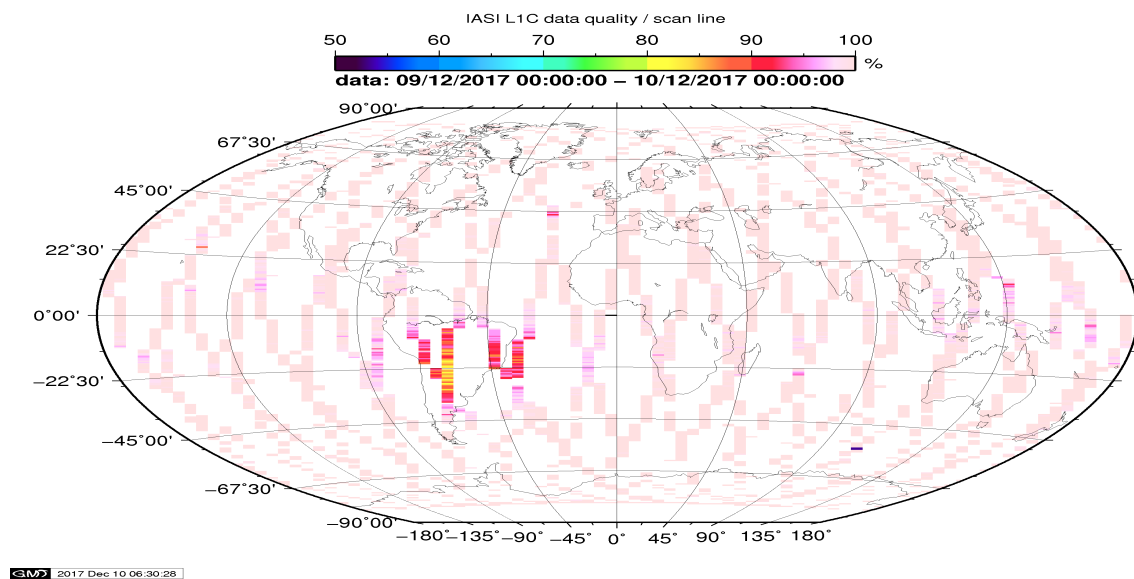 IASI L1C data quality / scan line
50 60 70 80 90 100
%
data: 09/12/2017 00:00:00 − 10/12/2017 00:00:00
90°00'
67°30'
45°00'
22°30'
0°00'
−22°30'
−45°00'
−67°30'
−90°00'
−180° −135° −90° −45° 0° 45° 90° 135° 180°
GMD 2017 Dec 10 06:30:28